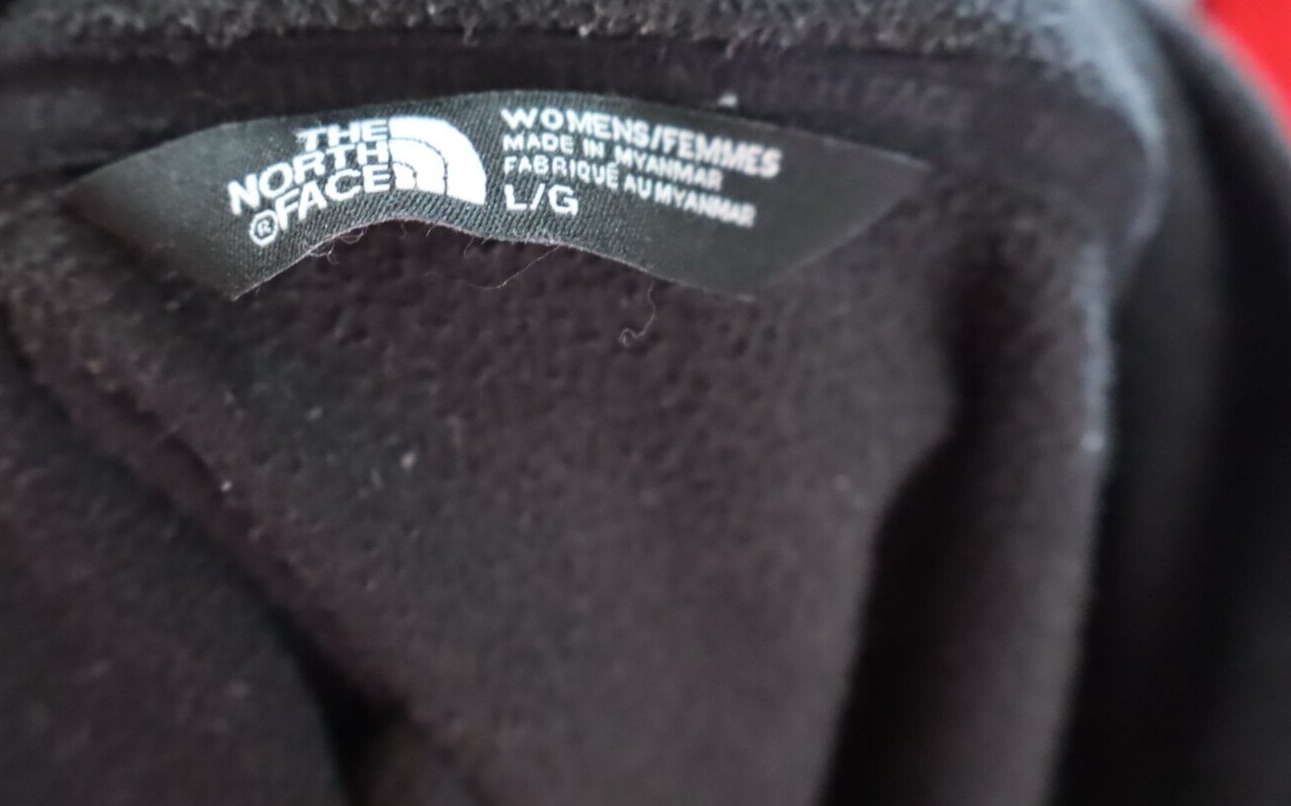 THE
NORTH
®FACE
WOMENS/FEMMES
MADE IN MYANMAR
FABRIQUÉ AU MYANMAR
L/G